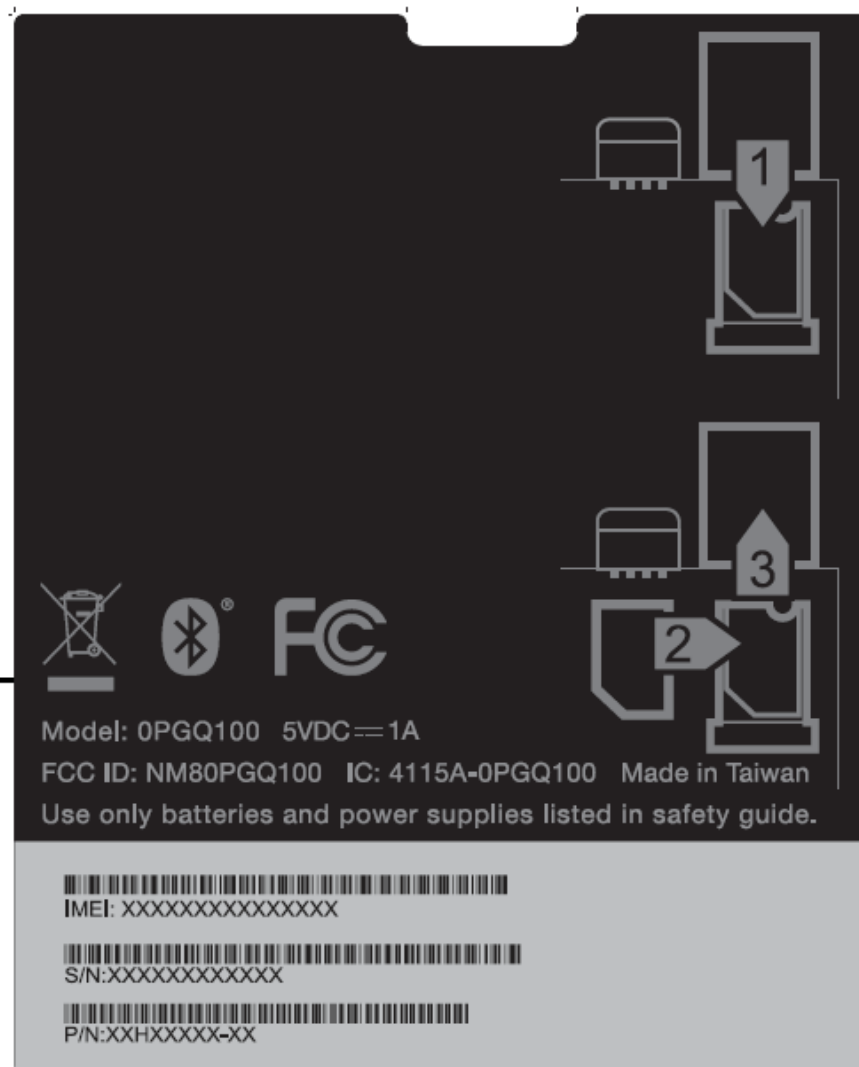 1
3
2
® FC
Model: 0PGQ100 5VDC⎓1A
FCC ID: NM80PGQ100 IC: 4115A-0PGQ100 Made in Taiwan
Use only batteries and power supplies listed in safety guide.
IMEI: XXXXXXXXXXXXXXX
S/N:XXXXXXXXXXXX
P/N:XXHXXXXX-XX